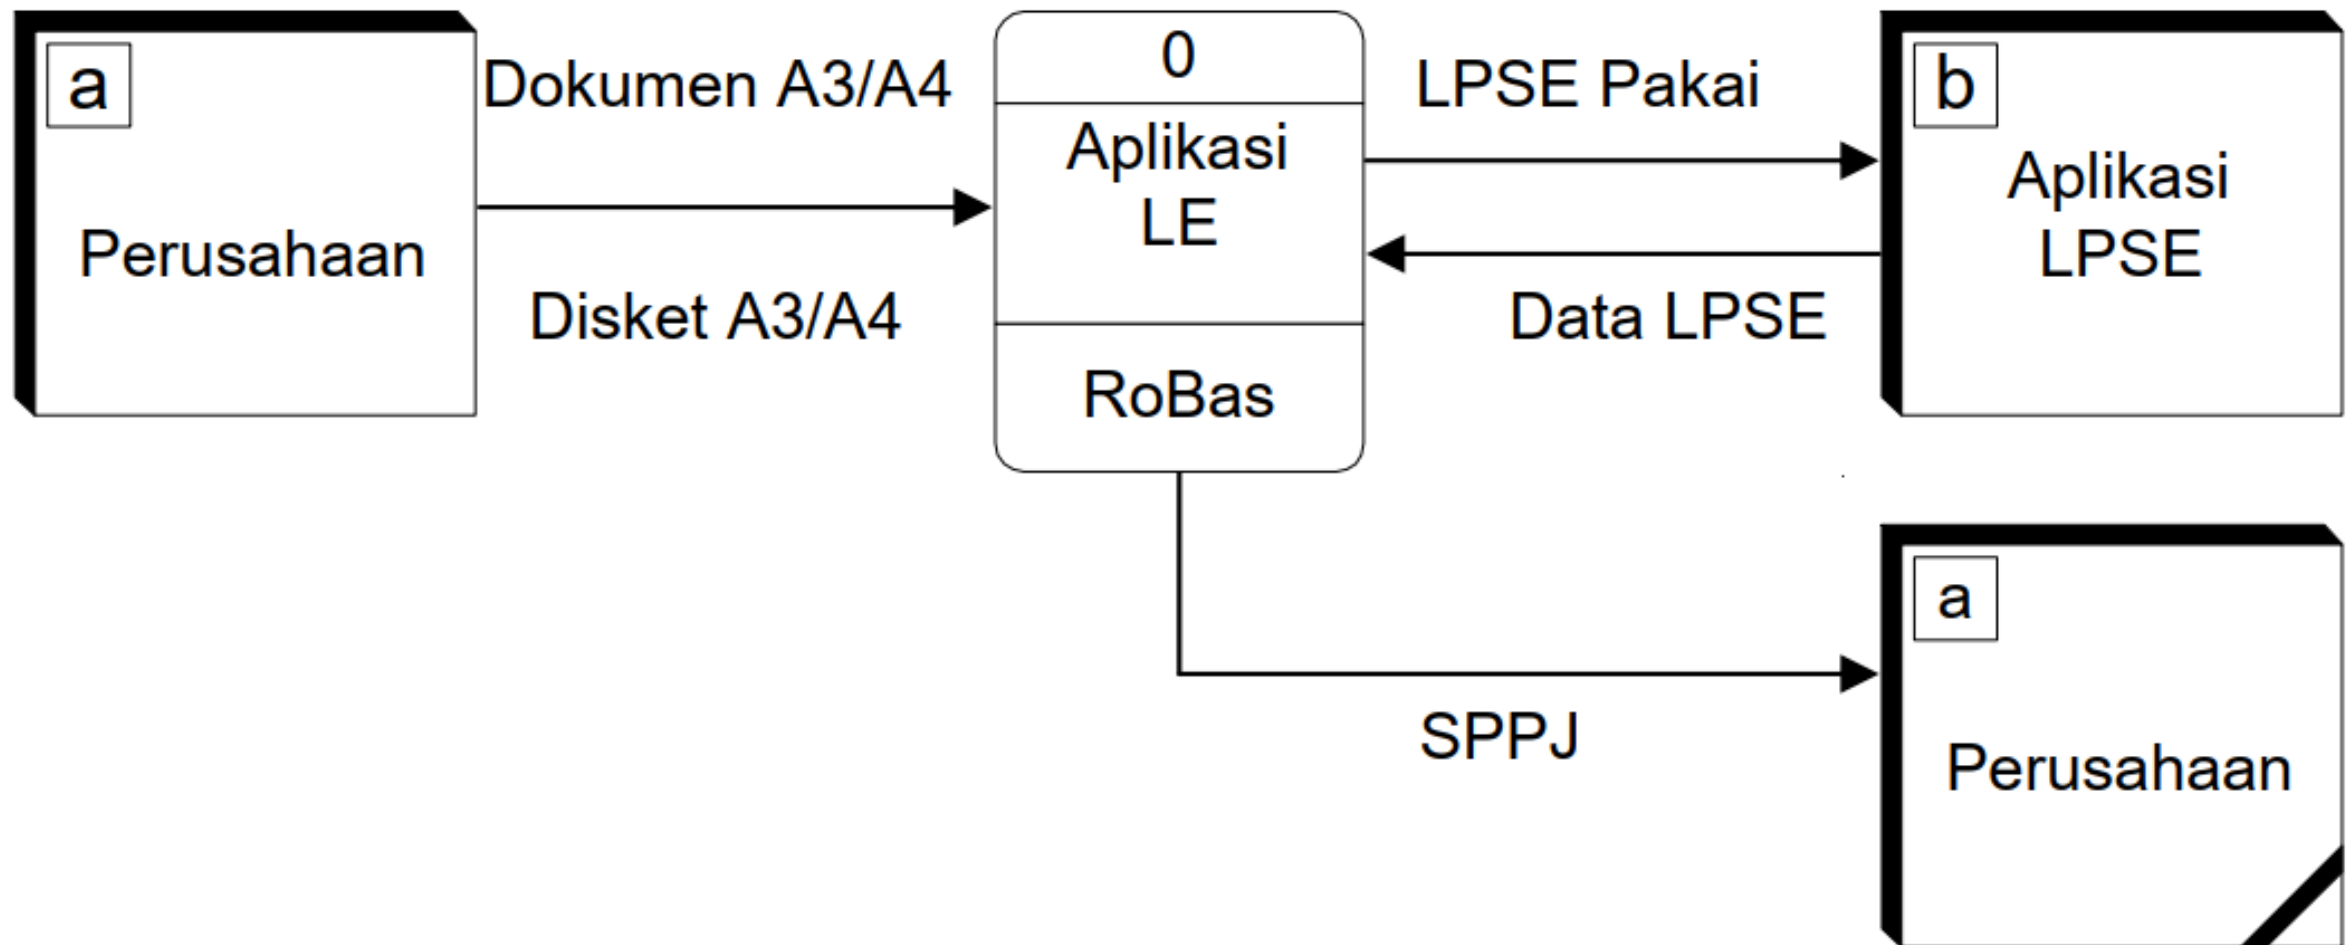 a
Perusahaan
Dokumen A3/A4
Disket A3/A4
0
Aplikasi
LE
RoBas
LPSE Pakai
Data LPSE
b
Aplikasi
LPSE
SPPJ
a
Perusahaan